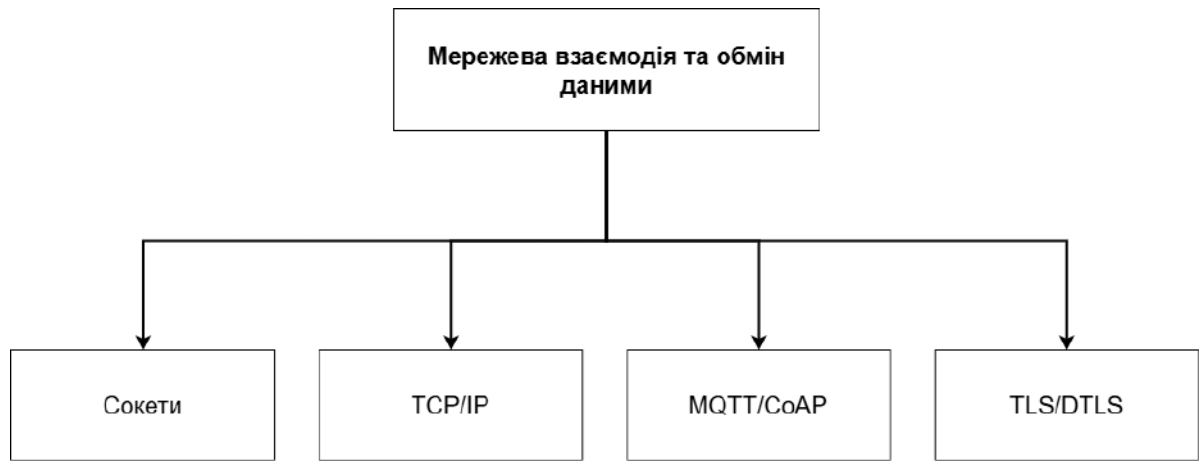 Мережева взаємодія та обмін
даними
Сокети
TCP/IP
MQTT/CoAP
TLS/DTLS